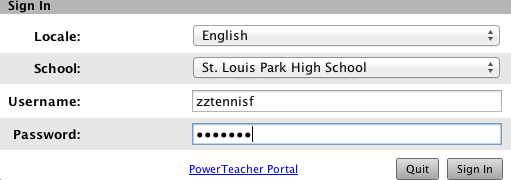 Sign In
Locale: English
School: St. Louis Park High School
Username: zztennisf
Password: •••••••
PowerTeacher Portal Quit Sign In